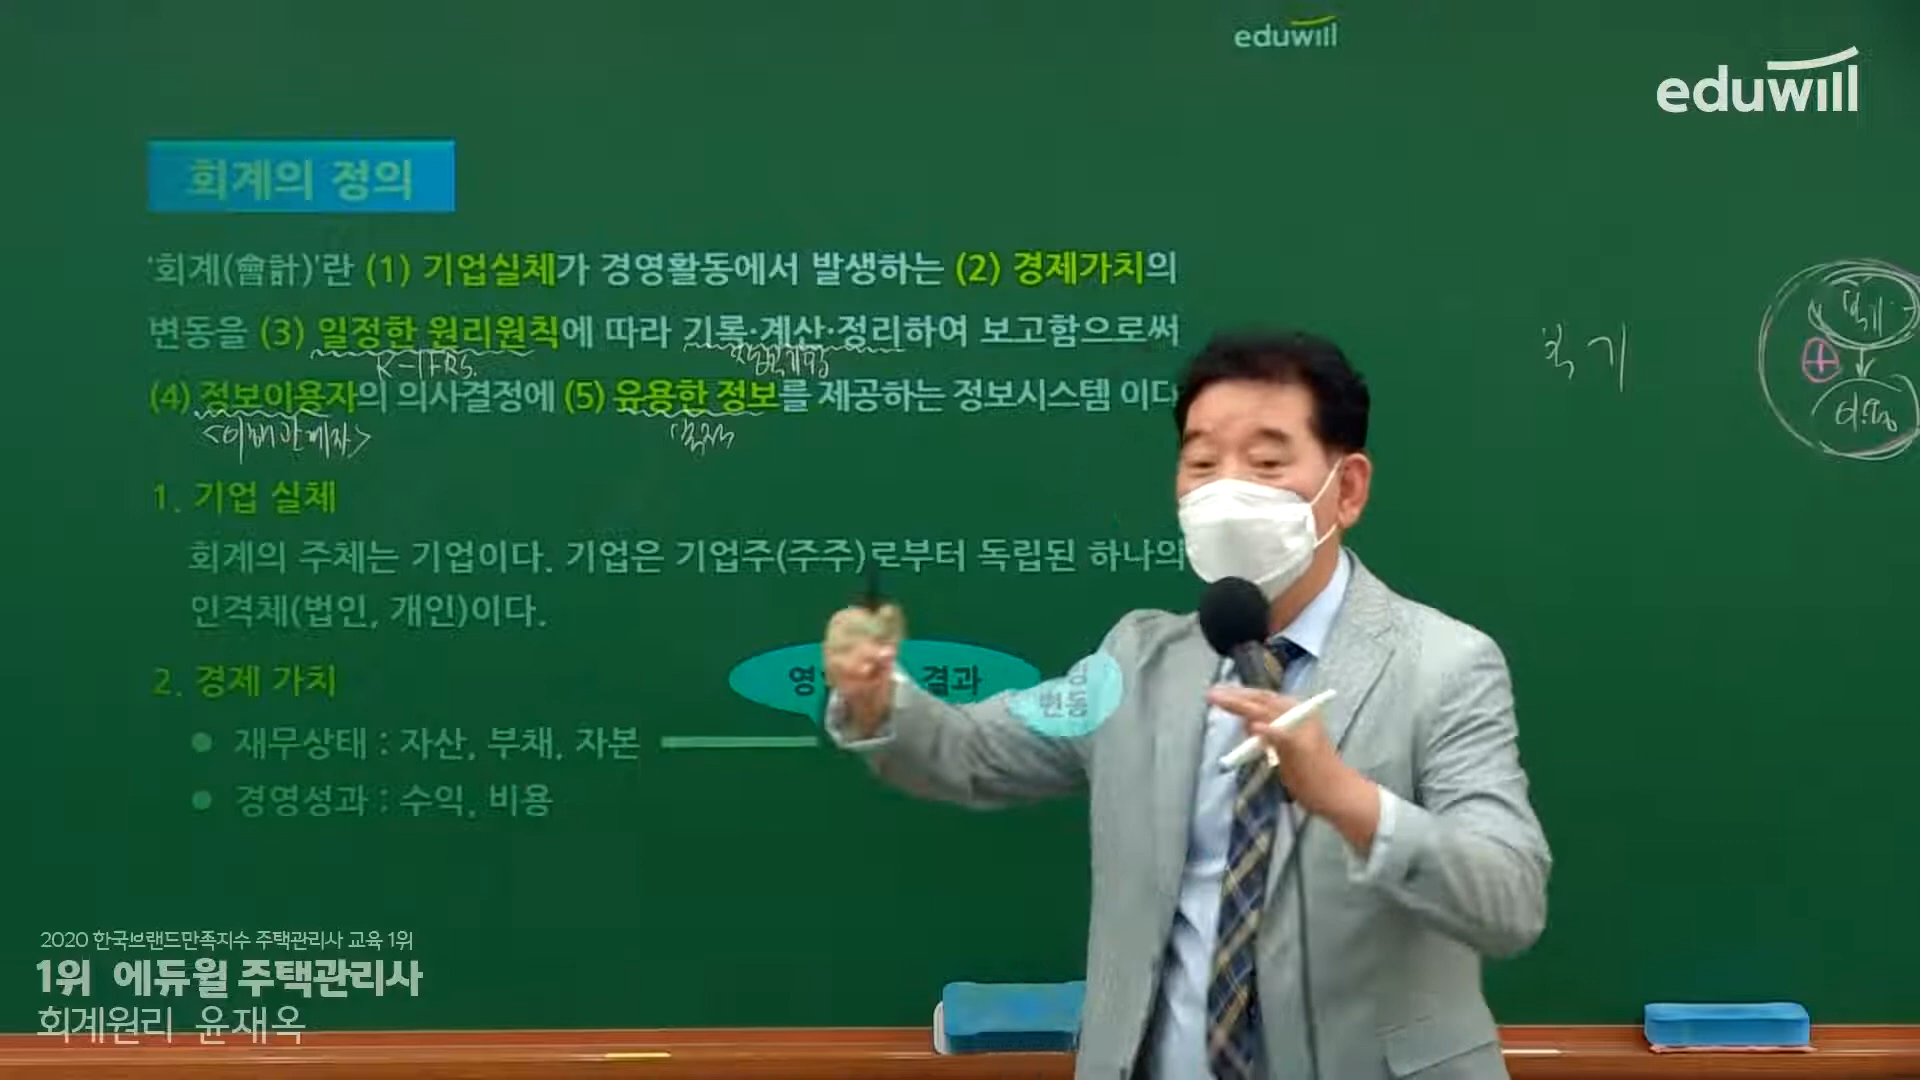 eduwill
eduwill
회계의 정의
'회계(會計)'란 (1) 기업실체가 경영활동에서 발생하는 (2) 경제가치의
변동을 (3) 일정한 원리원칙에 따라 기록·계산·정리하여 보고함으로써
K-IFRS.
(4) 정보이용자의 의사결정에 (5) 유용한 정보를 제공하는 정보시스템 이다
<이해관계자>
1. 기업 실체
회계의 주체는 기업이다. 기업은 기업주(주주)로부터 독립된 하나의
인격체(법인, 개인)이다.
2. 경제 가치
결과
변동
● 재무상태 : 자산, 부채, 자본
● 경영성과 : 수익, 비용
2020 한국브랜드만족지수 주택관리사 교육 1위
1위 에듀윌 주택관리사
회계원리 윤재옥